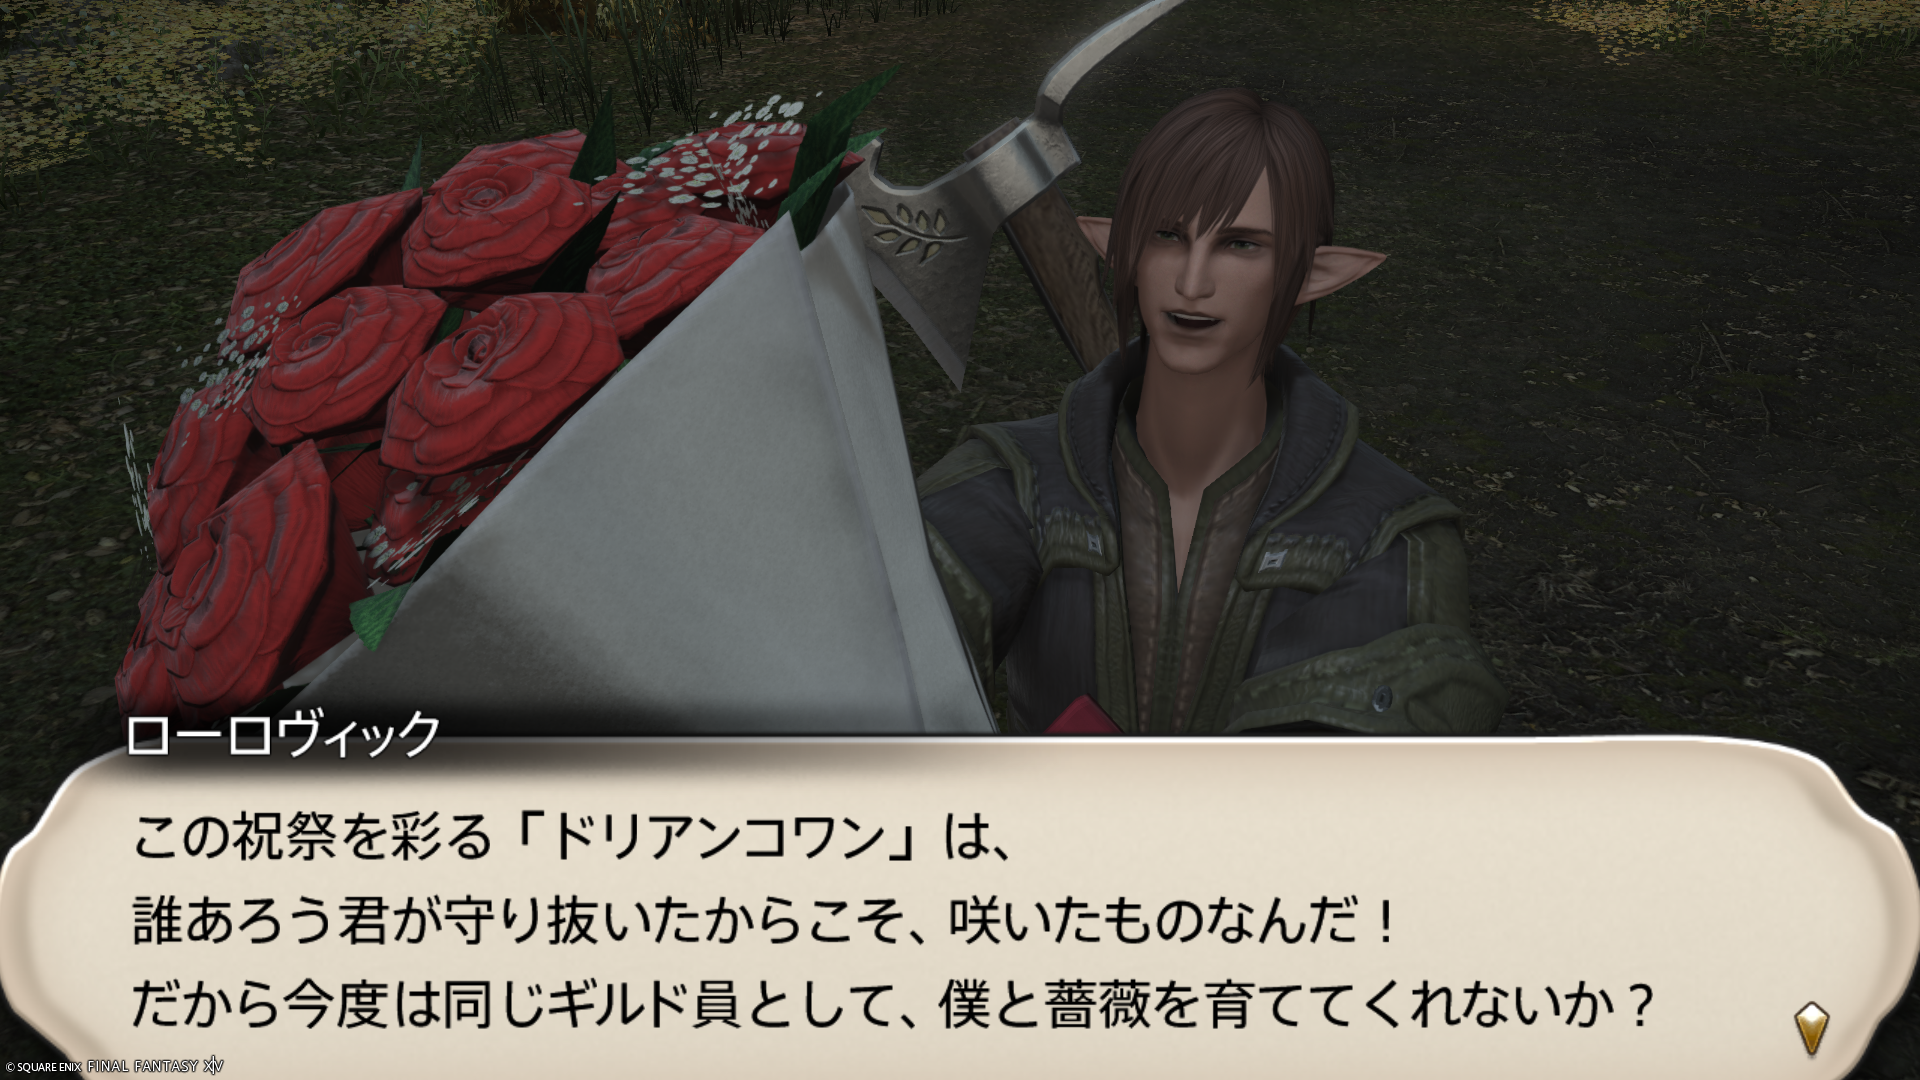 ローロヴィック
この祝祭を彩る「ドリアンコワン」は、
誰あろう君が守り抜いたからこそ、咲いたものなんだ！
だから今度は同じギルド員として、僕と薔薇を育ててくれないか？
© SQUARE ENIX FINAL FANTASY XIV